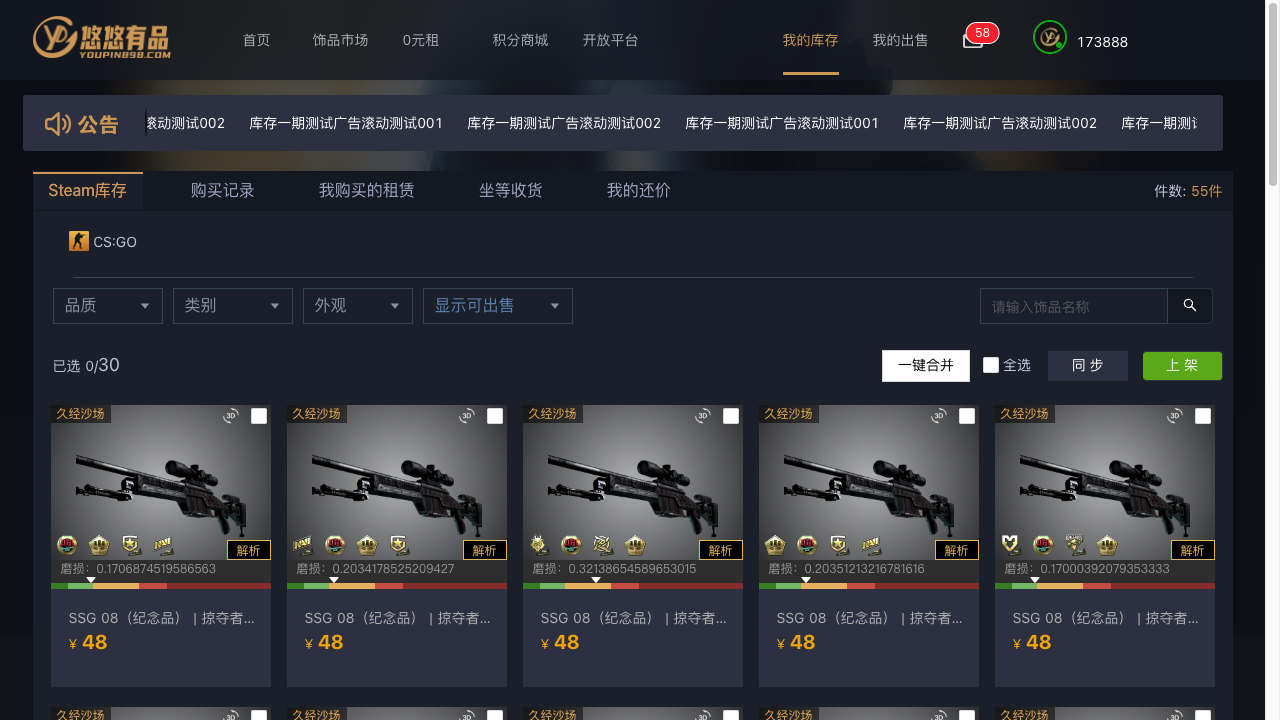 悠悠有品
YOUPIN898.COM
首页 饰品市场 0元租 积分商城 开放平台 我的库存 我的出售 58 173888
公告 滚动测试002 库存一期测试广告滚动测试001 库存一期测试广告滚动测试002 库存一期测试广告滚动测试001 库存一期测试广告滚动测试002 库存一期测
Steam库存 购买记录 我购买的租赁 坐等收货 我的还价 件数: 55件
CS:GO
品质 类别 外观 显示可出售 请输入饰品名称
已选 0/30 一键合并 全选 同 步 上 架
久经沙场 3D 久经沙场 3D 久经沙场 3D 久经沙场 3D 久经沙场 3D
解析 解析 解析 解析 解析
磨损: 0.1706874519586563 磨损: 0.2034178525209427 磨损: 0.32138654589653015 磨损: 0.20351213216781616 磨损: 0.17000392079353333
SSG 08（纪念品） | 掠夺者... SSG 08（纪念品） | 掠夺者... SSG 08（纪念品） | 掠夺者... SSG 08（纪念品） | 掠夺者... SSG 08（纪念品） | 掠夺者...
¥ 48 ¥ 48 ¥ 48 ¥ 48 ¥ 48
久经沙场 3D 久经沙场 3D 久经沙场 3D 久经沙场 3D 久经沙场 3D